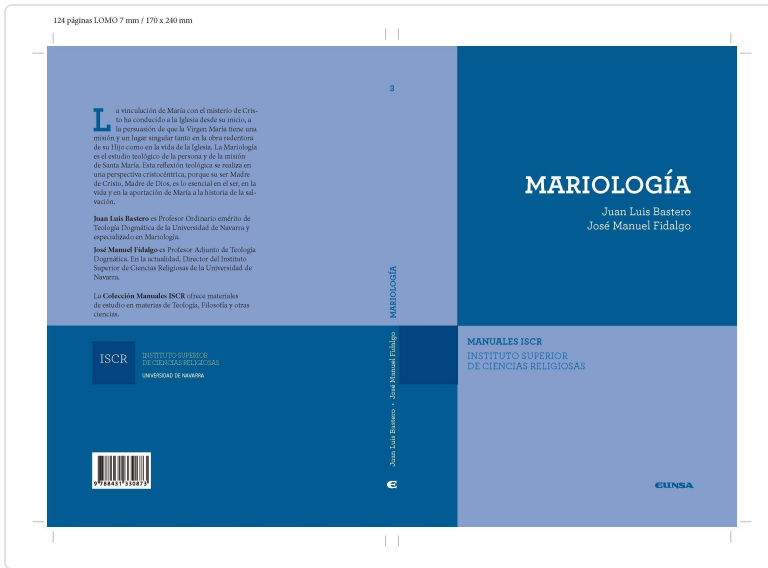 124 páginas LOMO 7 mm / 170 x 240 mm
La vinculación de María con el misterio de Cris-
to ha conducido a la Iglesia desde su inicio, a
la persuasión de que la Virgen María tiene una
misión y un lugar singular tanto en la obra redentora
de su Hijo como en la vida de la Iglesia. La Mariología
es el estudio teológico de la persona y de la misión
de Santa María. Esta reflexión teológica se realiza en
una perspectiva cristocéntrica, porque su ser Madre
de Cristo, Madre de Dios, es lo esencial en el ser, en la
vida y en la aportación de María a la historia de la sal-
vación.
Juan Luis Bastero es Profesor Ordinario emérito de
Teología Dogmática de la Universidad de Navarra y
especializado en Mariología.
José Manuel Fidalgo es Profesor Adjunto de Teología
Dogmática. En la actualidad, Director del Instituto
Superior de Ciencias Religiosas de la Universidad de
Navarra.
La Colección Manuales ISCR ofrece materiales
de estudio en materias de Teología, Filosofía y otras
ciencias.
ISCR
INSTITUTO SUPERIOR
DE CIENCIAS RELIGIOSAS
UNIVERSIDAD DE NAVARRA
9 788431 330873
2
MARIOLOGÍA
Juan Luis Bastero • José Manuel Fidalgo
e
MARIOLOGÍA
Juan Luis Bastero
José Manuel Fidalgo
MANUALES ISCR
INSTITUTO SUPERIOR
DE CIENCIAS RELIGIOSAS
EUNSA